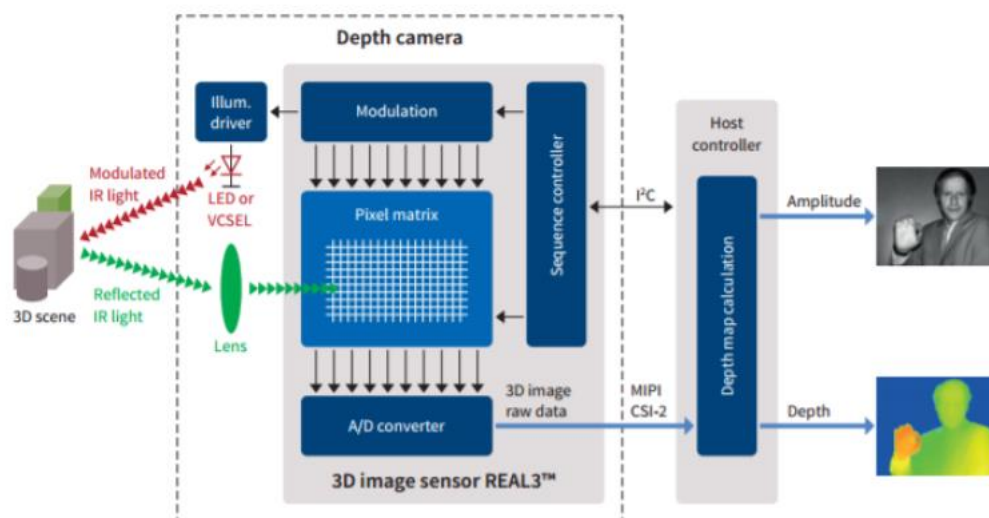 Depth camera
Illum.
driver
Modulation
Sequence controller
Host
controller
Modulated
IR light
LED or
VCSEL
Pixel matrix
I²C
Amplitude
Depth map calculation
Reflected
IR light
3D scene
Lens
3D image
raw data
MIPI
CSI-2
Depth
A/D converter
3D image sensor REAL3™